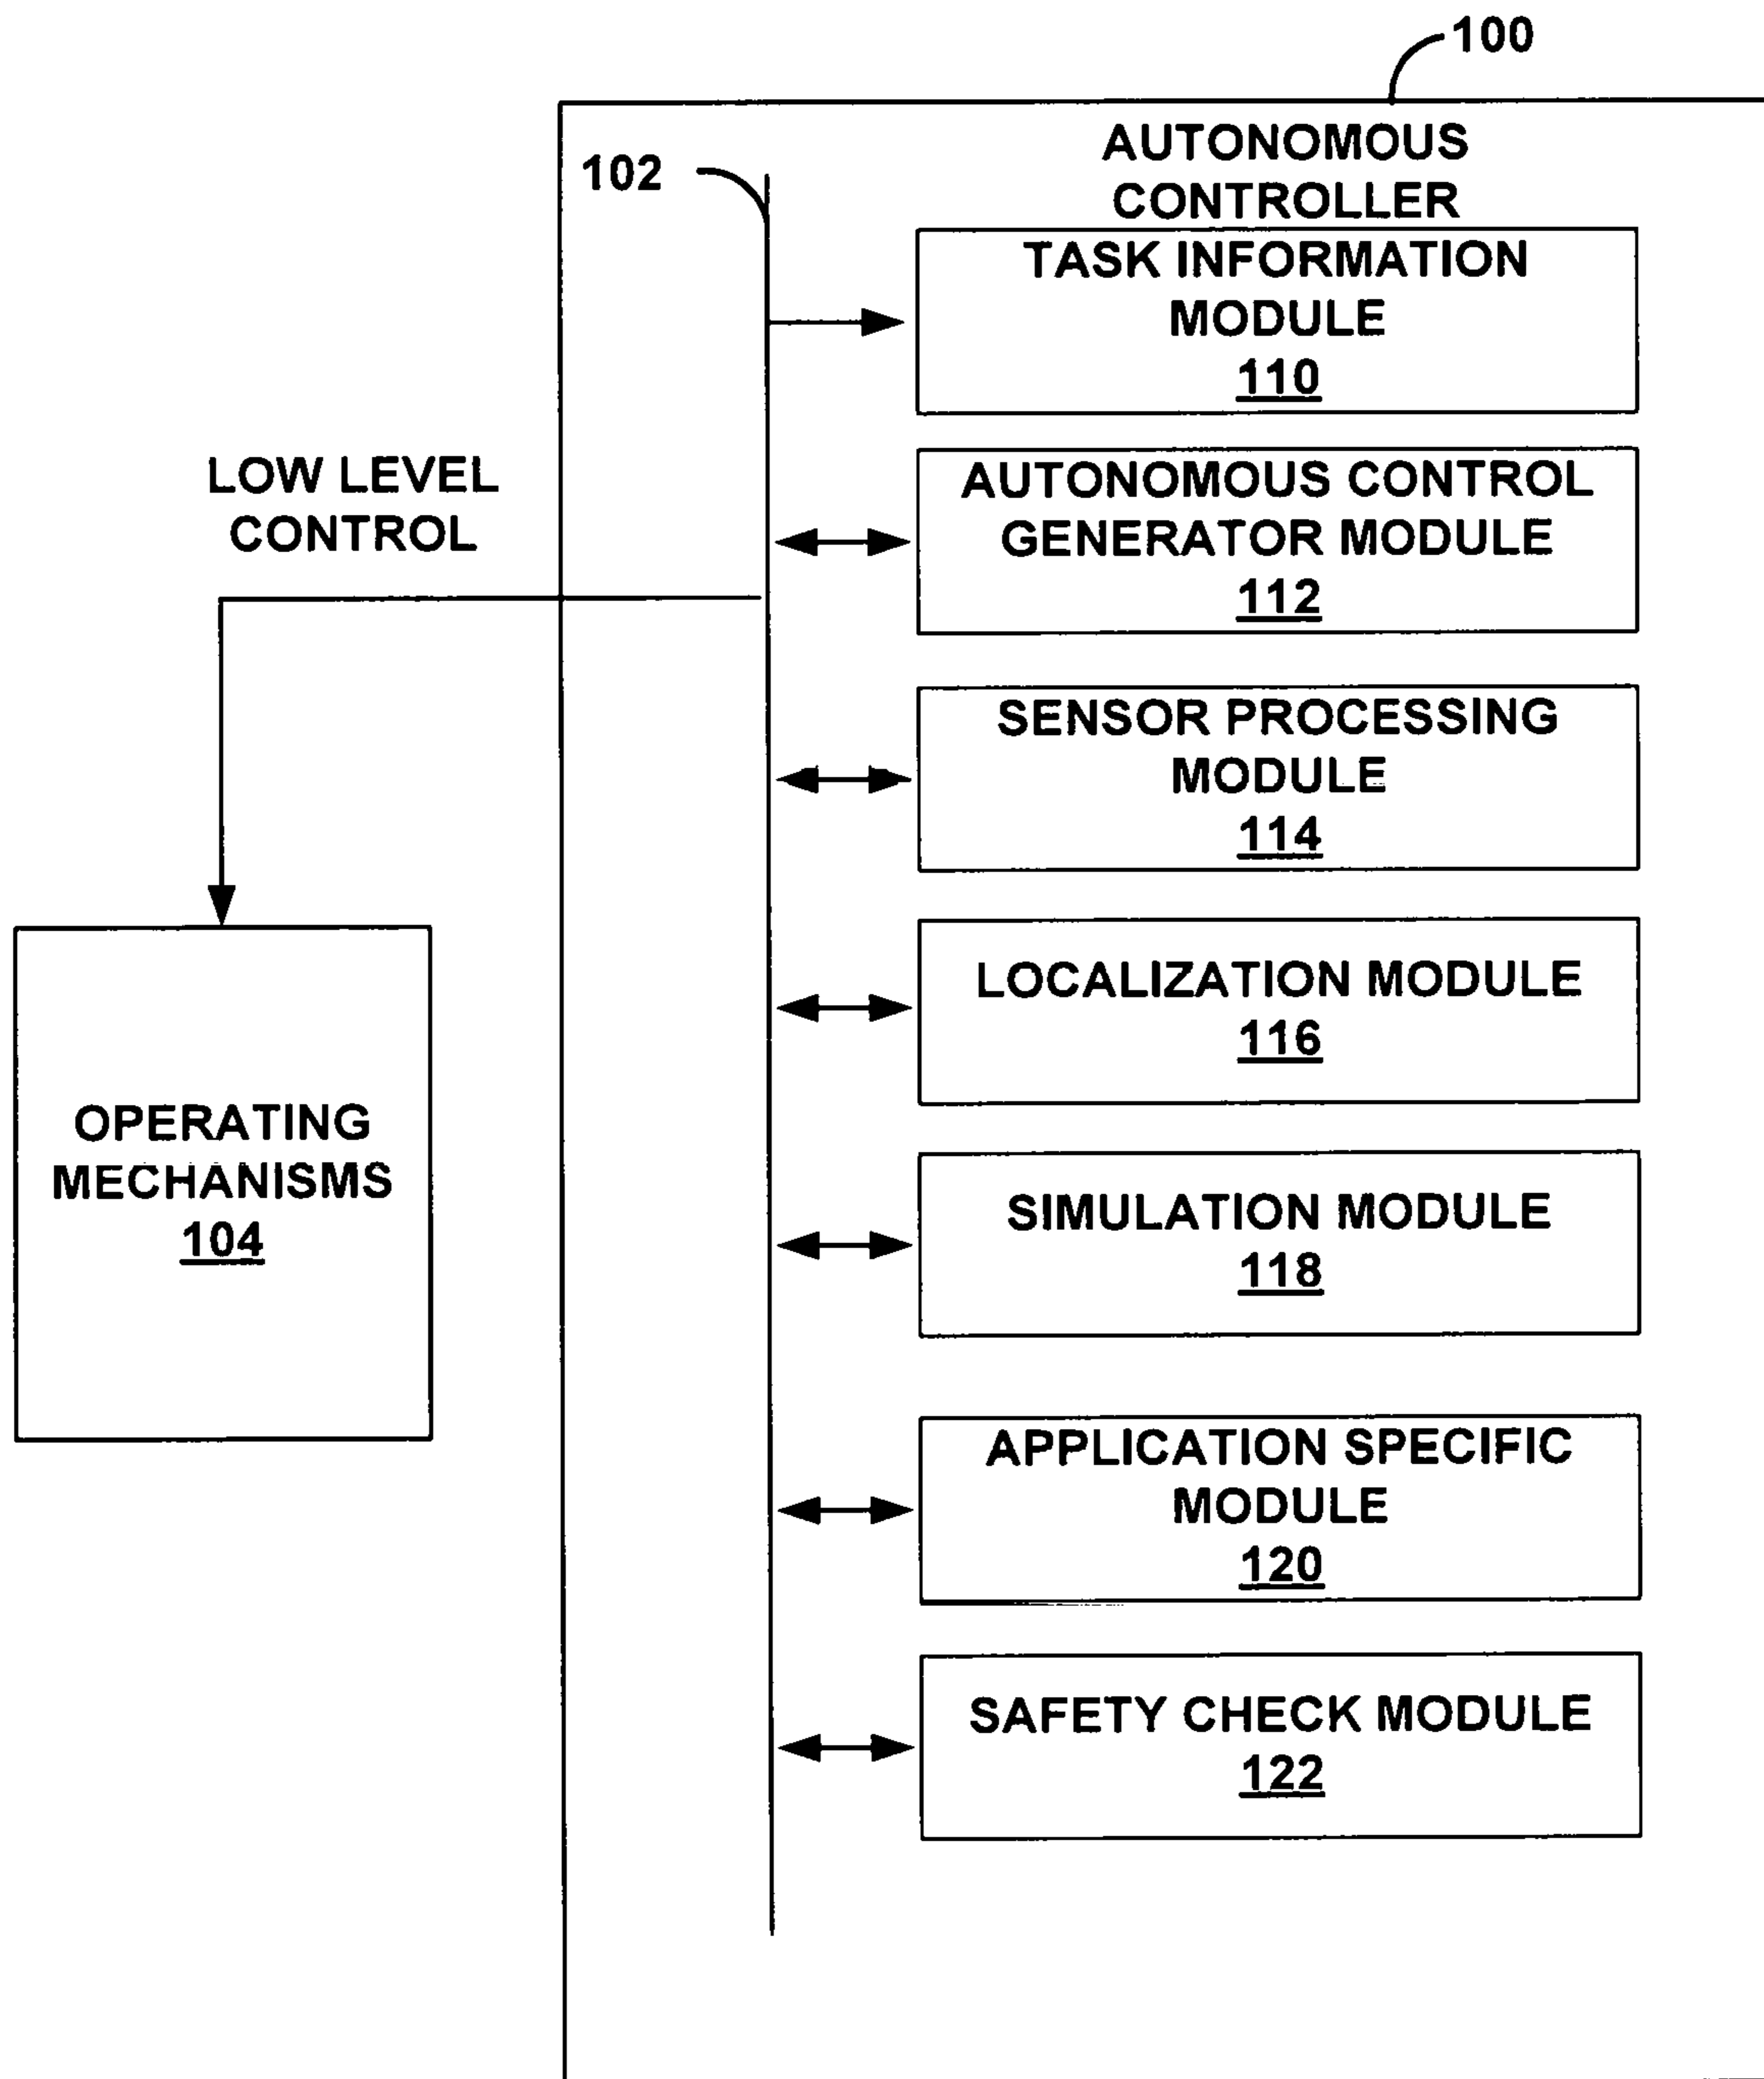 100
AUTONOMOUS
CONTROLLER
102
TASK INFORMATION
MODULE
110
LOW LEVEL
CONTROL
AUTONOMOUS CONTROL
GENERATOR MODULE
112
SENSOR PROCESSING
MODULE
114
LOCALIZATION MODULE
116
OPERATING
MECHANISMS
104
SIMULATION MODULE
118
APPLICATION SPECIFIC
MODULE
120
SAFETY CHECK MODULE
122